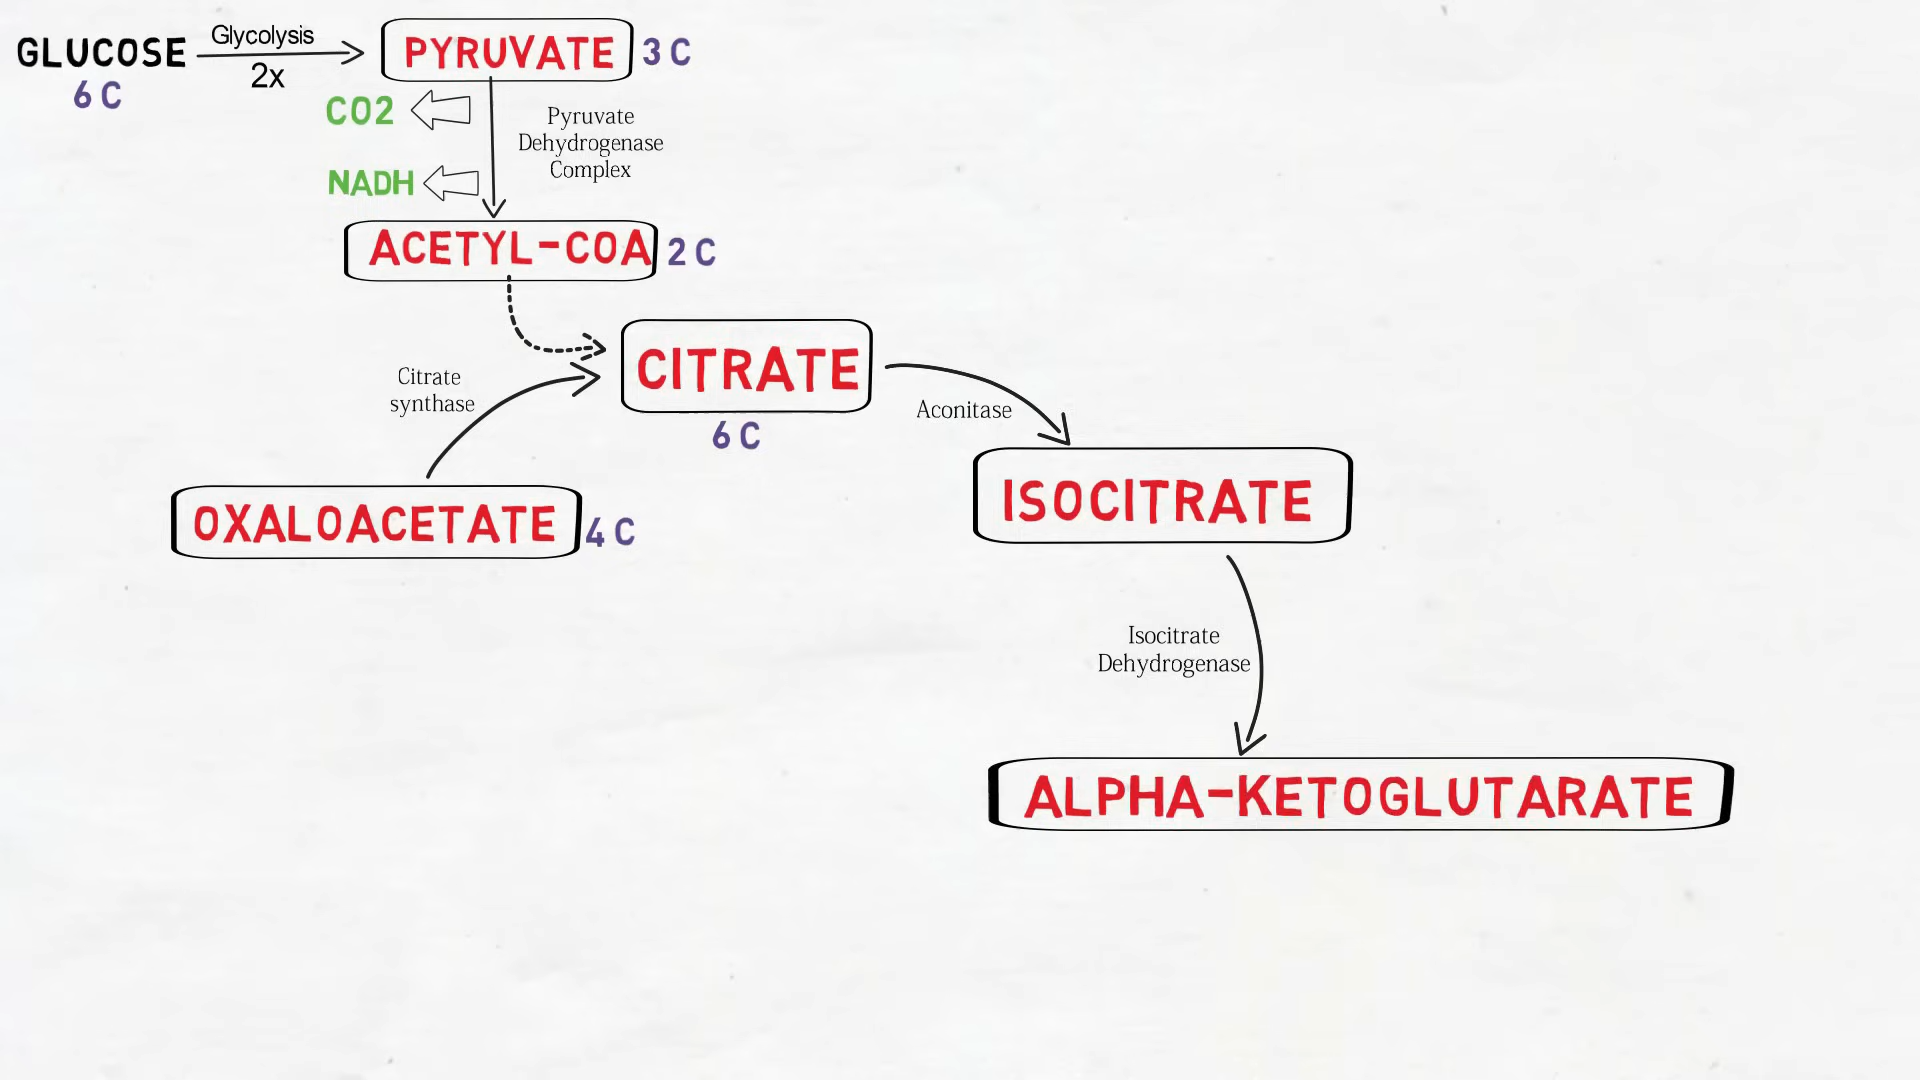 GLUCOSE
6 C
Glycolysis
2x
PYRUVATE
3 C
CO2
NADH
Pyruvate
Dehydrogenase
Complex
ACETYL-COA
2 C
Citrate
synthase
CITRATE
6 C
Aconitase
OXALOACETATE
4 C
ISOCITRATE
Isocitrate
Dehydrogenase
ALPHA-KETOGLUTARATE